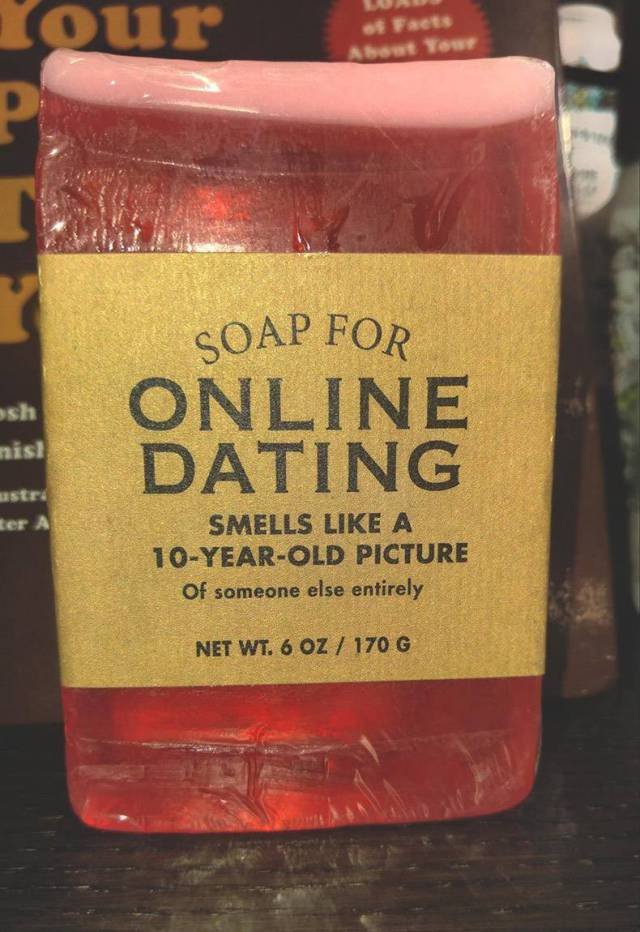 Your
LOADS
of Facts
About Your
SOAP FOR
ONLINE
DATING
SMELLS LIKE A
10-YEAR-OLD PICTURE
Of someone else entirely
NET WT. 6 OZ / 170 G